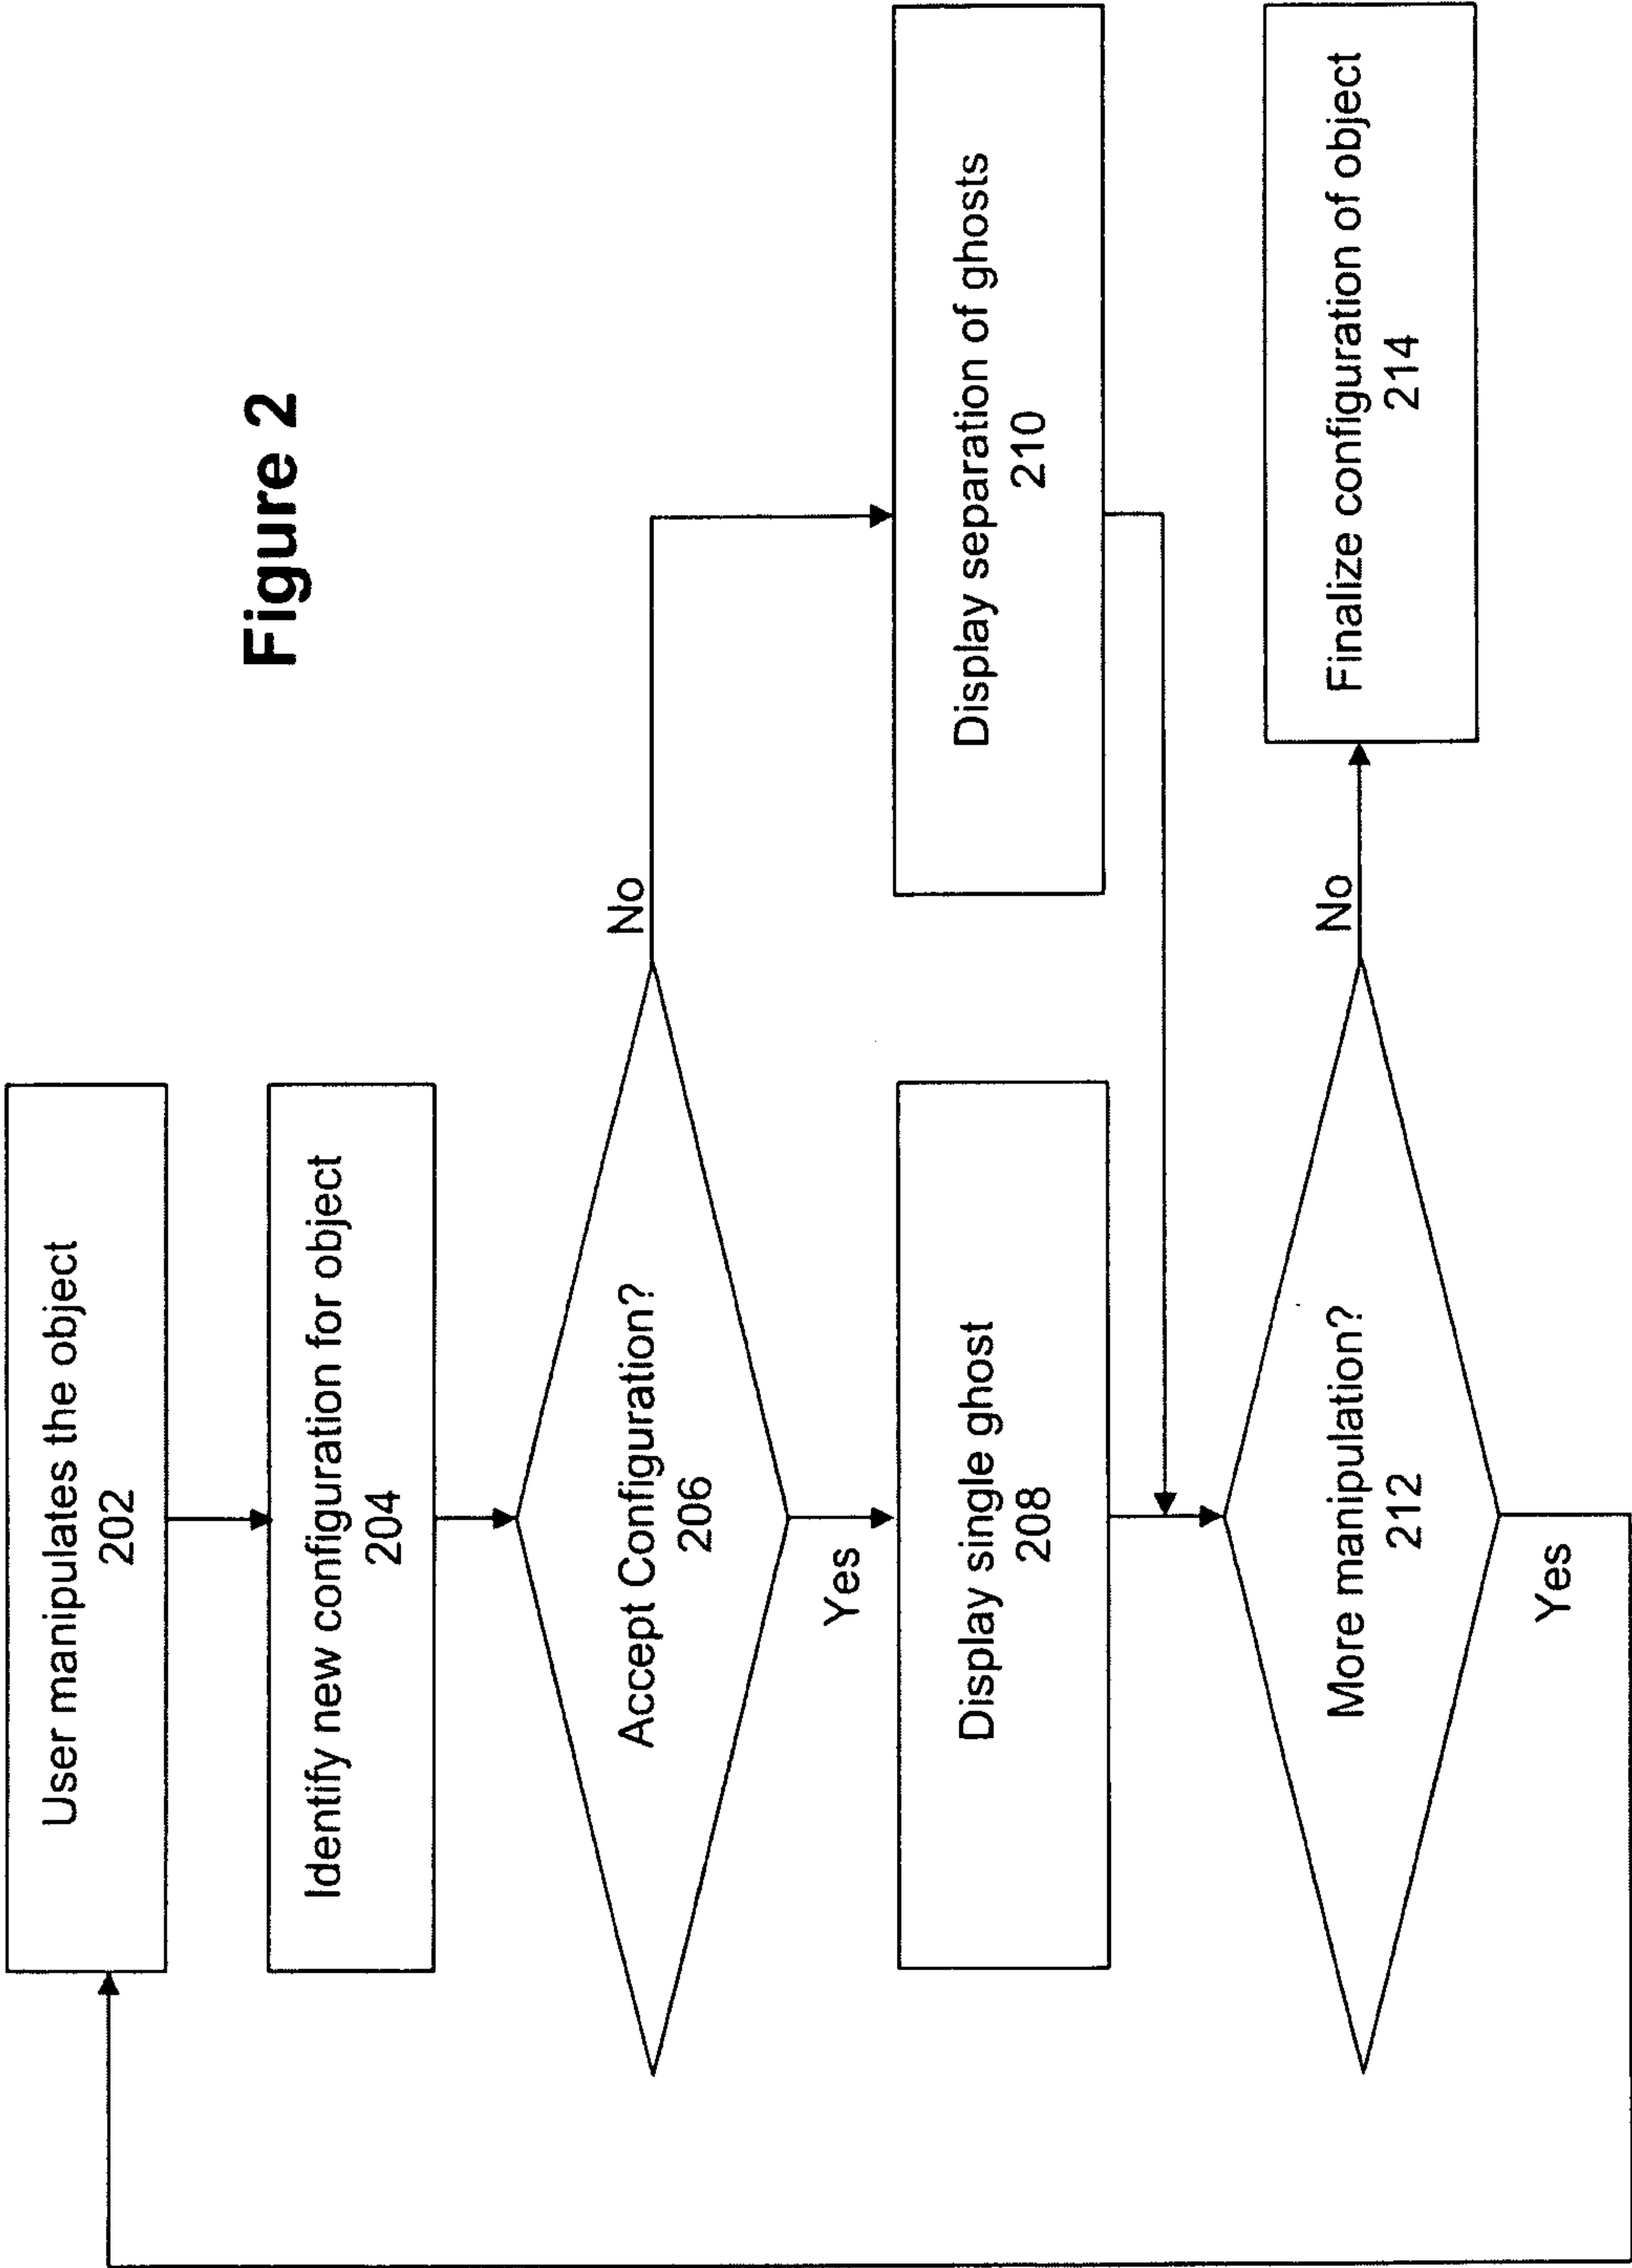 Figure 2
User manipulates the object
202
Identify new configuration for object
204
Accept Configuration?
206
No
Yes
Display single ghost
208
Display separation of ghosts
210
More manipulation?
212
No
Yes
Finalize configuration of object
214